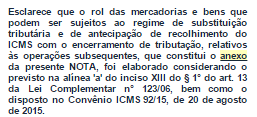 Esclarece que o rol das mercadorias e bens que
podem ser sujeitos ao regime de substituição
tributária e de antecipação de recolhimento do
ICMS com o encerramento de tributação, relativos
às operações subsequentes, que constitui o anexo
da presente NOTA, foi elaborado considerando o
previsto na alínea 'a' do inciso XIII do § 1° do art. 13
da Lei Complementar n° 123/06, bem como o
disposto no Convênio ICMS 92/15, de 20 de agosto
de 2015.